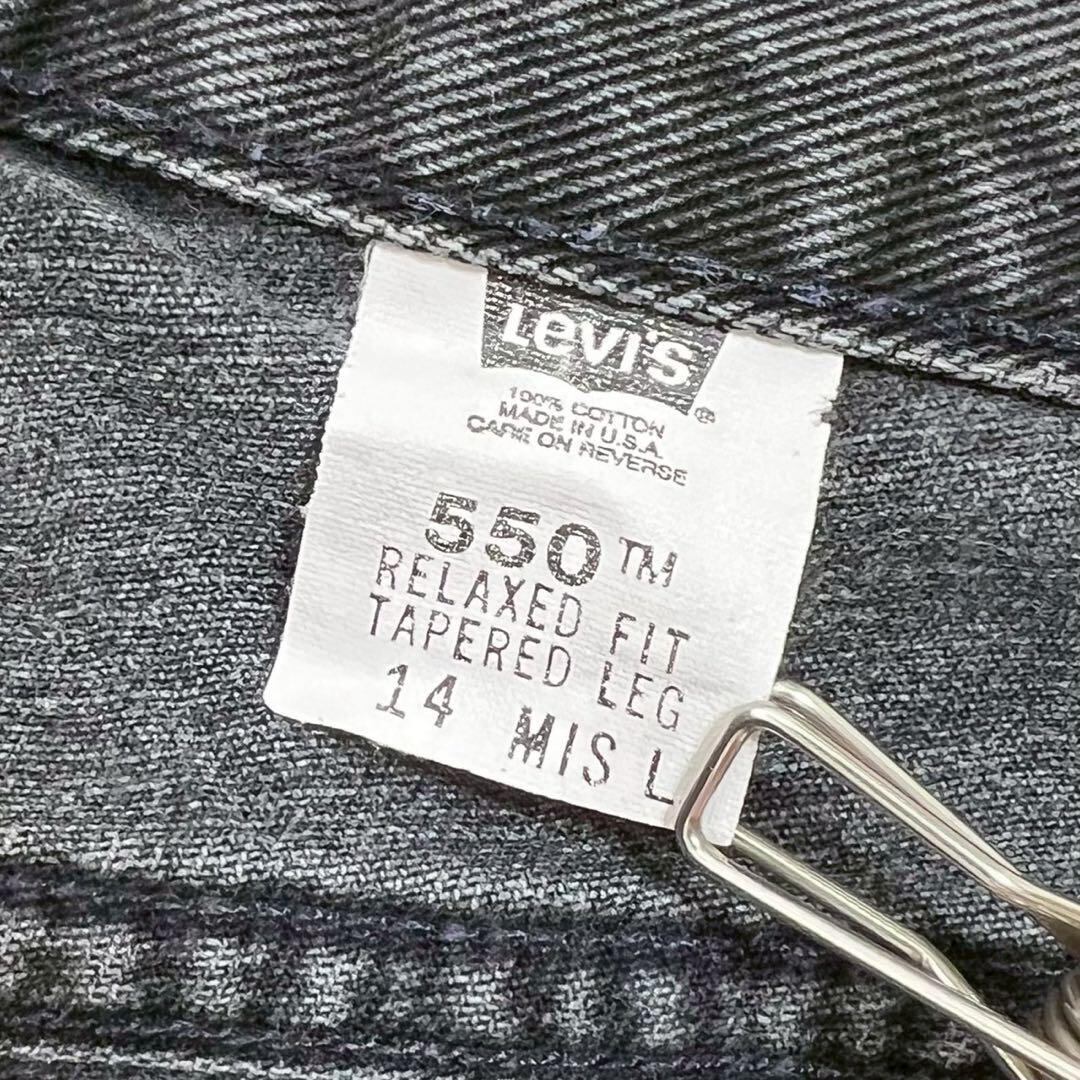 Levi's®
100% COTTON
MADE IN U.S.A.
CARE ON REVERSE
550™
RELAXED FIT
TAPERED LEG
14 MIS L